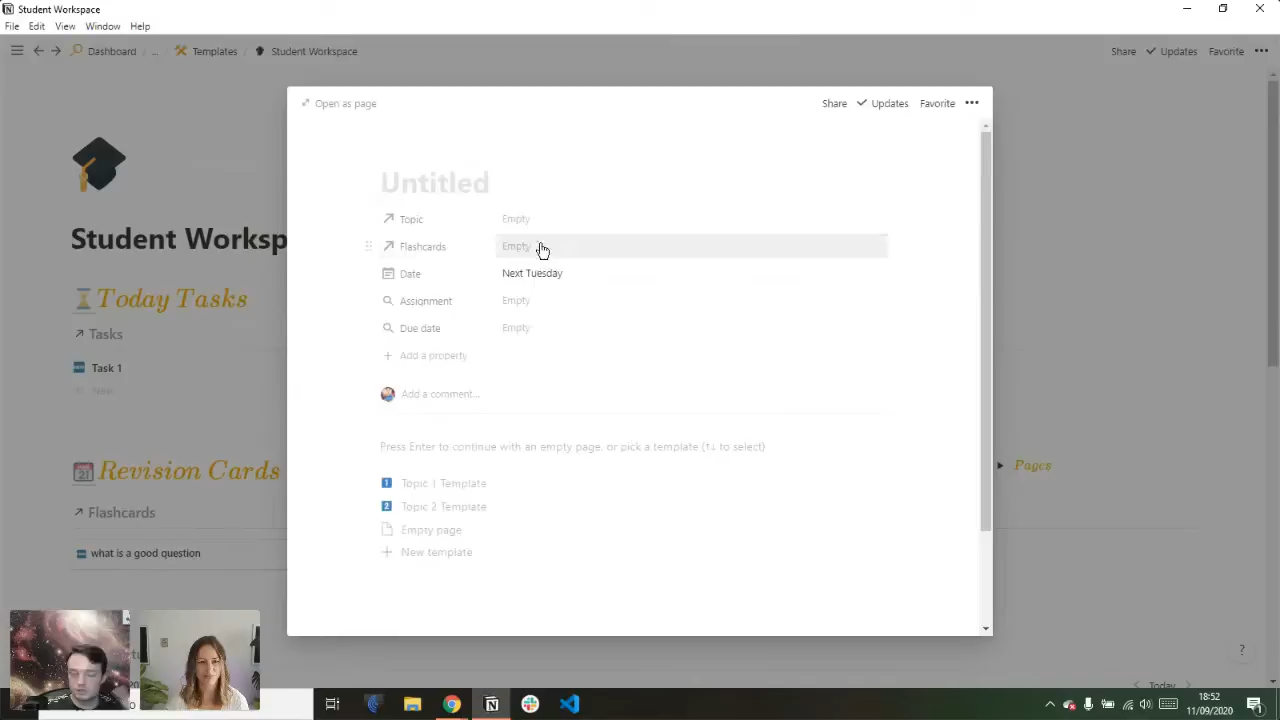 Student Workspace
File Edit View Window Help
Dashboard / ... / Templates / Student Workspace
Share Updates Favorite •••
Open as page
Share Updates Favorite •••
Untitled
Topic Empty
Flashcards Empty
Date Next Tuesday
Assignment Empty
Due date Empty
+ Add a property
Add a comment...
Press Enter to continue with an empty page, or pick a template (↑↓ to select)
1 Topic 1 Template
2 Topic 2 Template
Empty page
+ New template
Student Worksp
Today Tasks
Tasks
Task 1
+ New
Revision Cards
Flashcards
what is a good question
Pages
?
Today
18:52
11/09/2020